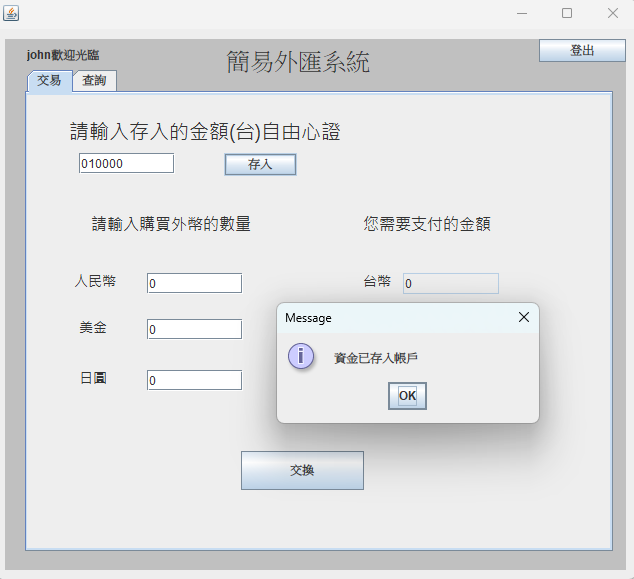 john歡迎光臨
簡易外匯系統
登出
交易
查詢
請輸入存入的金額(台)自由心證
010000
存入
請輸入購買外幣的數量
您需要支付的金額
人民幣
0
台幣
0
美金
0
日圓
0
Message
資金已存入帳戶
OK
交換